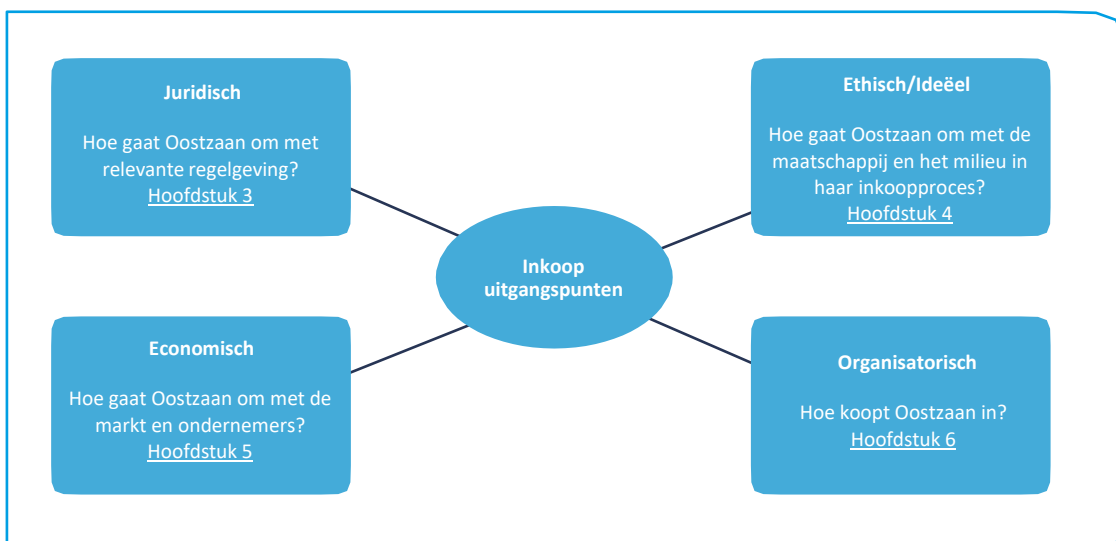 Juridisch
Hoe gaat Oostzaan om met
relevante regelgeving?
Hoofdstuk 3
Ethisch/Ideëel
Hoe gaat Oostzaan om met de
maatschappij en het milieu in
haar inkoopproces?
Hoofdstuk 4
Inkoop
uitgangspunten
Economisch
Hoe gaat Oostzaan om met de
markt en ondernemers?
Hoofdstuk 5
Organisatorisch
Hoe koopt Oostzaan in?
Hoofdstuk 6